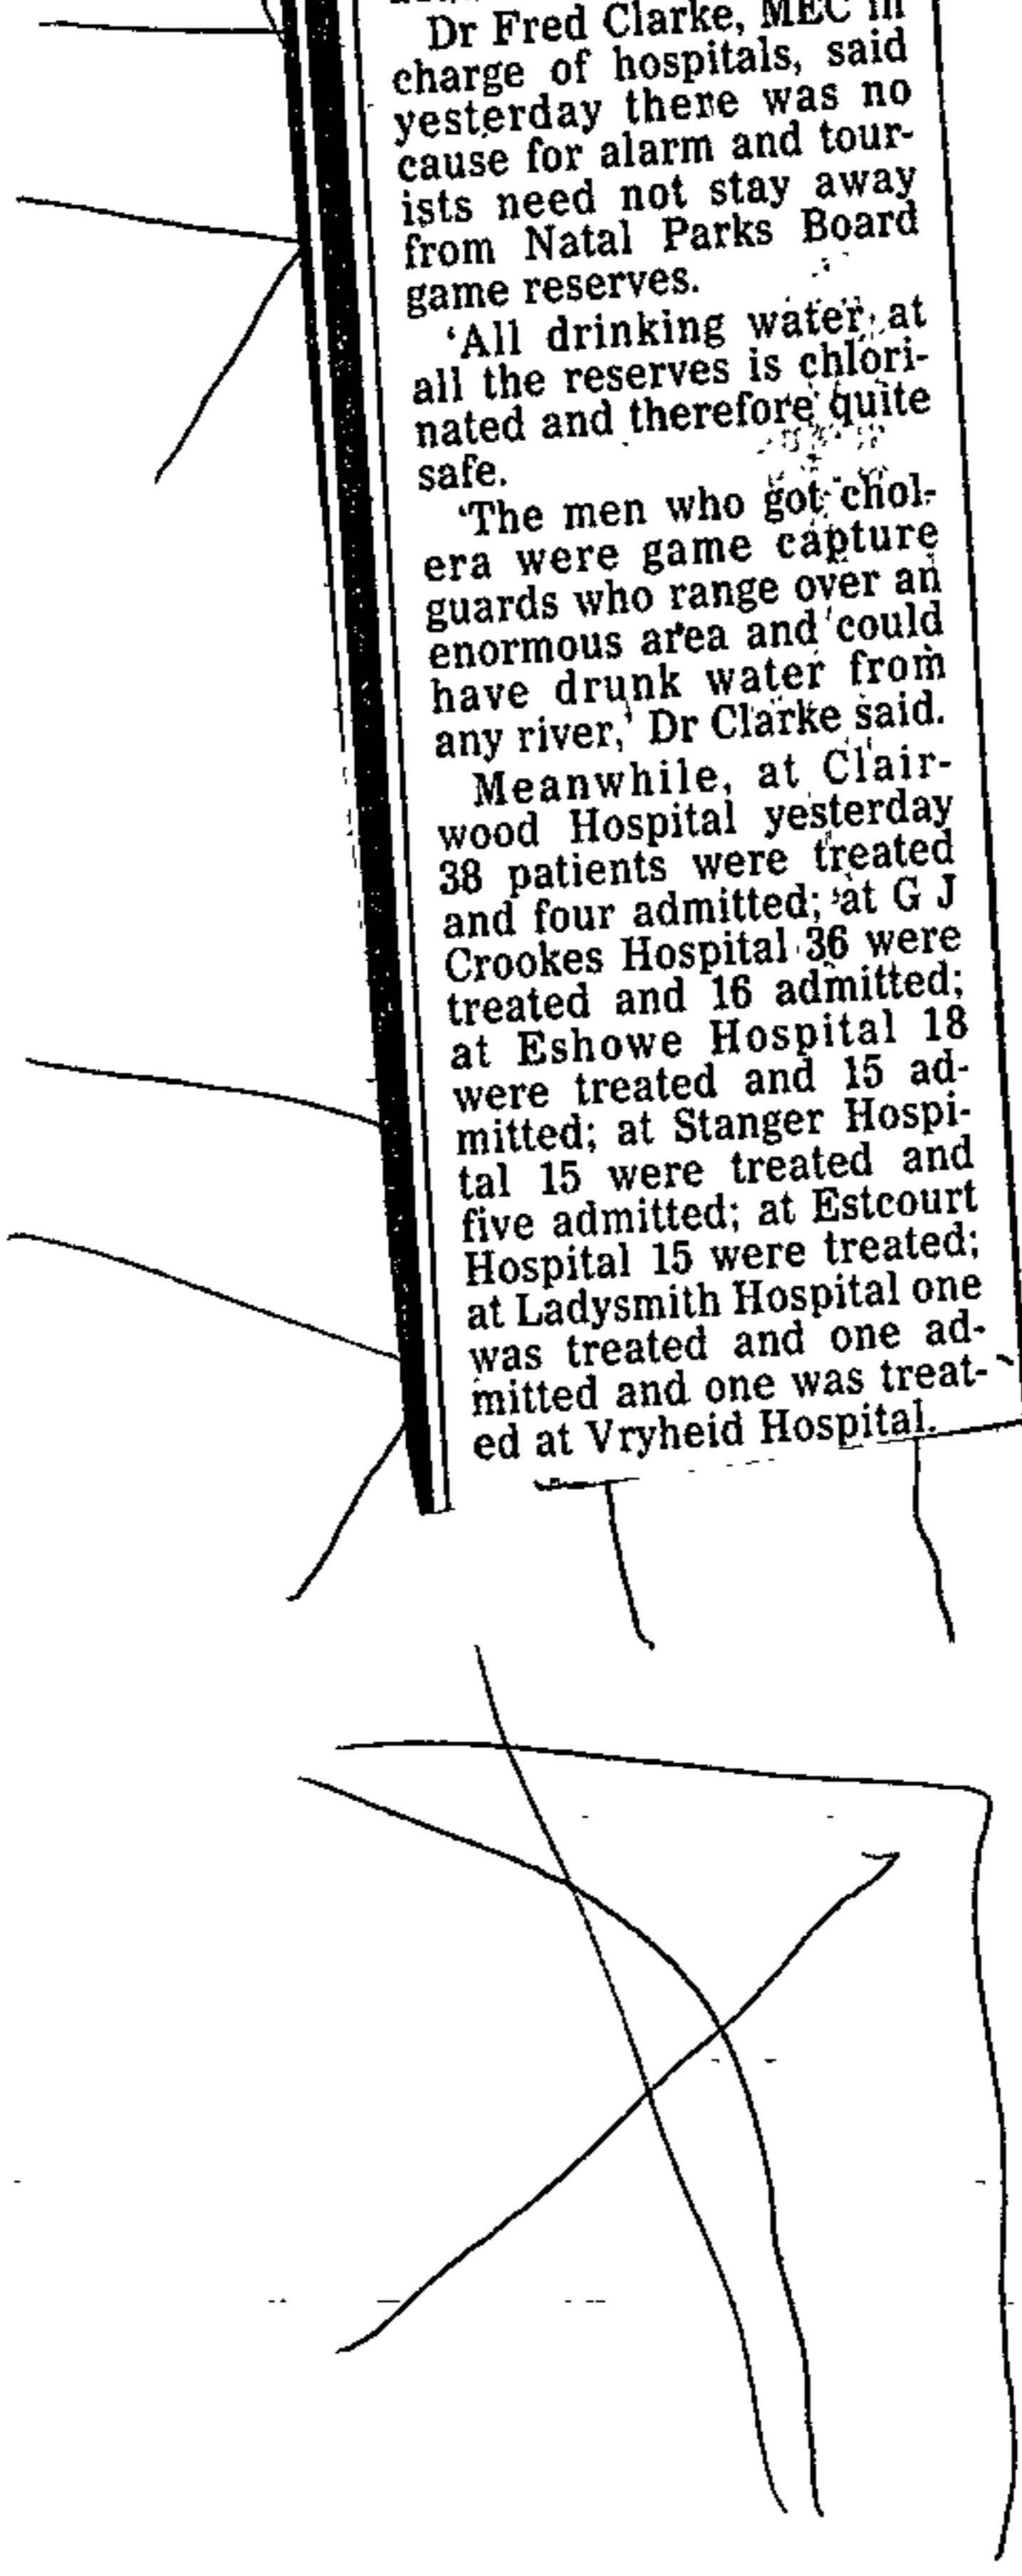 Dr Fred Clarke, MEC in
charge of hospitals, said
yesterday there was no
cause for alarm and tour-
ists need not stay away
from Natal Parks Board
game reserves.
'All drinking water at
all the reserves is chlori-
nated and therefore quite
safe.
'The men who got chol-
era were game capture
guards who range over an
enormous area and could
have drunk water from
any river,' Dr Clarke said.
Meanwhile, at Clair-
wood Hospital yesterday
38 patients were treated
and four admitted; at G J
Crookes Hospital 36 were
treated and 16 admitted;
at Eshowe Hospital 18
were treated and 15 ad-
mitted; at Stanger Hospi-
tal 15 were treated and
five admitted; at Estcourt
Hospital 15 were treated;
at Ladysmith Hospital one
was treated and one ad-
mitted and one was treat-
ed at Vryheid Hospital.